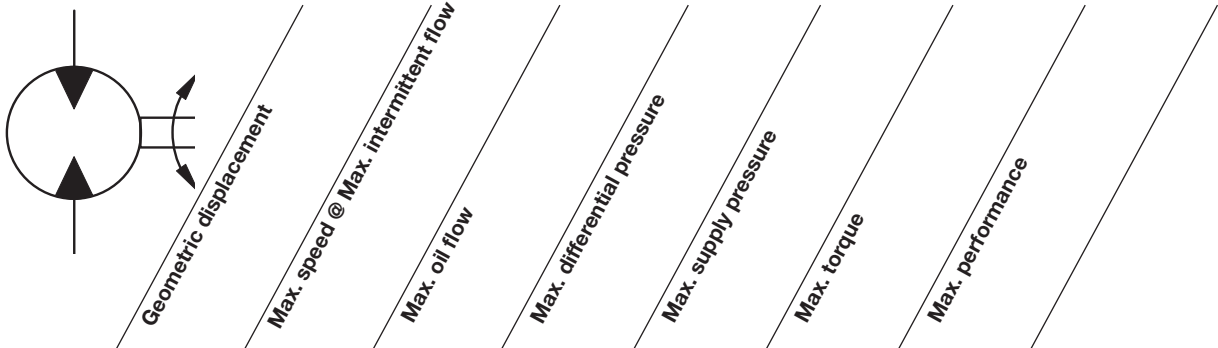 Geometric displacement
Max. speed @ Max. intermittent flow
Max. oil flow
Max. differential pressure
Max. supply pressure
Max. torque
Max. performance